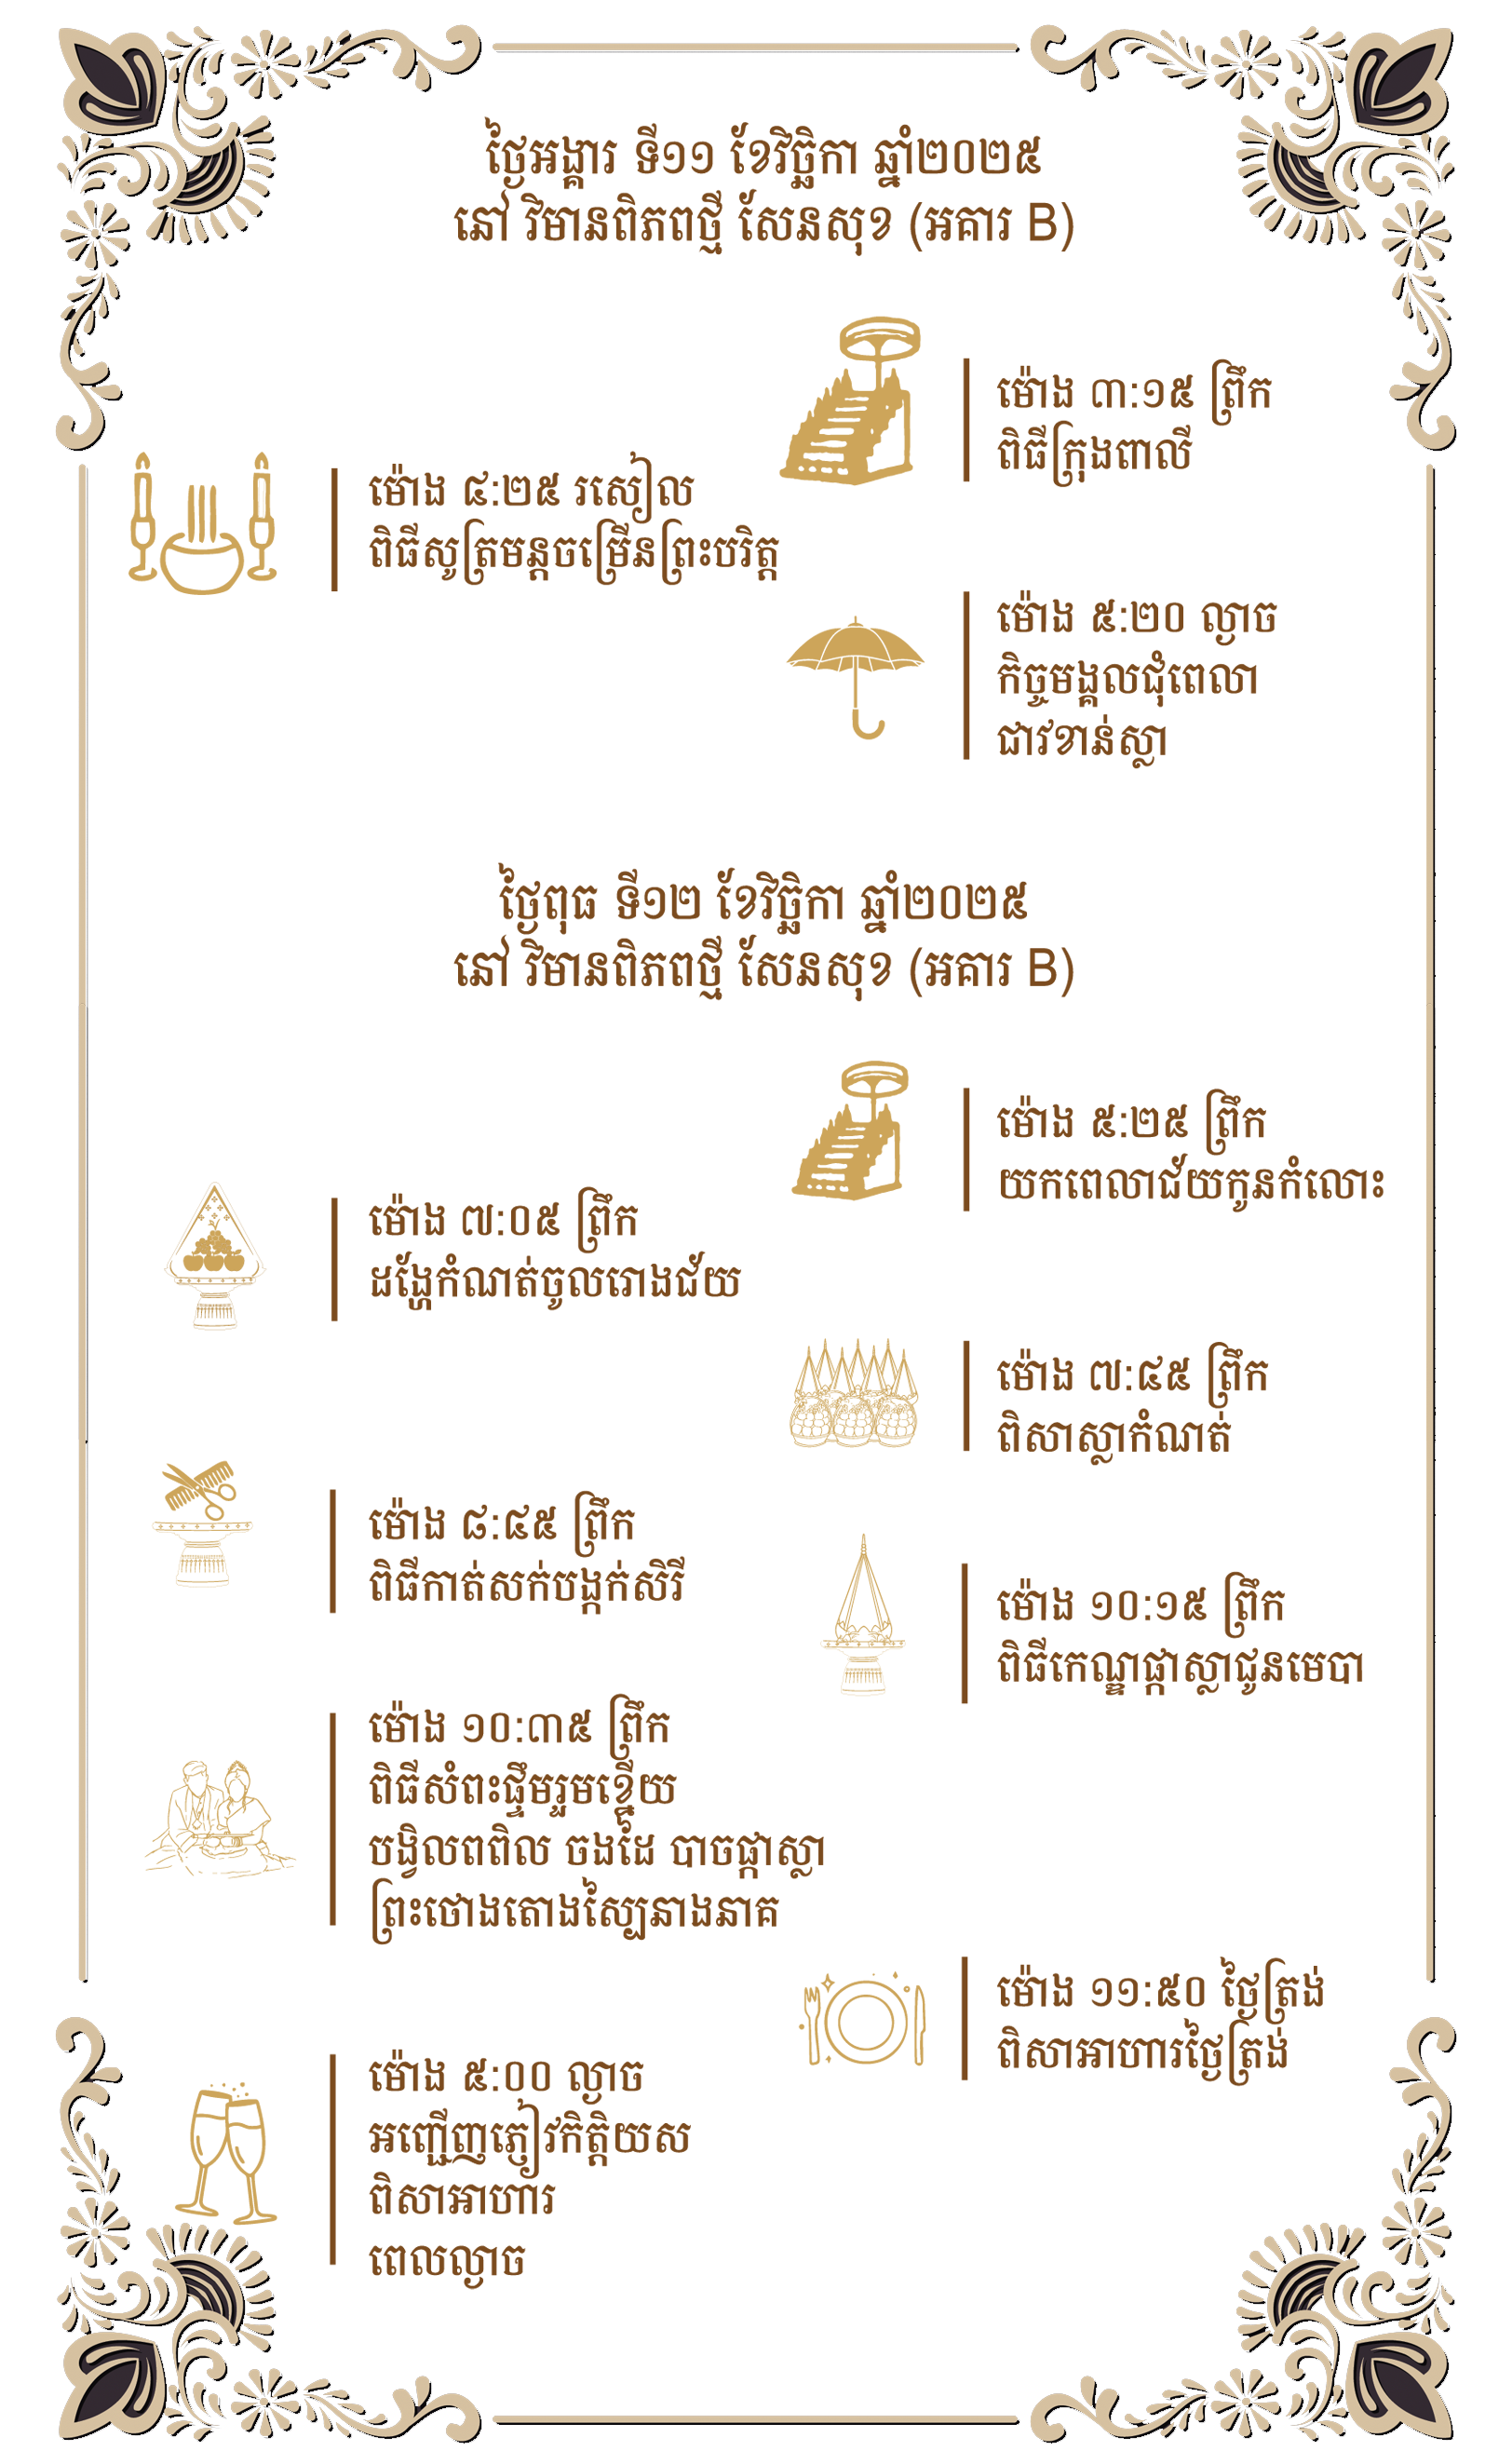 ថ្ងៃអង្គារ ទី១១ ខែវិច្ឆិកា ឆ្នាំ២០២៥
នៅ វិមានពិភពថ្មី សែនសុខ (អគារ B)
ម៉ោង ៣:១៥ ព្រឹក
ពិធីក្រុងពាលី
ម៉ោង ៤:២៥ រសៀល
ពិធីសូត្រមន្តចម្រើនព្រះបរិត្ត
ម៉ោង ៥:២០ ល្ងាច
កិច្ចមង្គលជុំពេលា
ជាវខាន់ស្លា
ថ្ងៃពុធ ទី១២ ខែវិច្ឆិកា ឆ្នាំ២០២៥
នៅ វិមានពិភពថ្មី សែនសុខ (អគារ B)
ម៉ោង ៥:២៥ ព្រឹក
យកពេលាជ័យកូនកំលោះ
ម៉ោង ៧:០៥ ព្រឹក
ដង្ហែកំណត់ចូលរោងជ័យ
ម៉ោង ៧:៤៥ ព្រឹក
ពិសាស្លាកំណត់
ម៉ោង ៨:៤៥ ព្រឹក
ពិធីកាត់សក់បង្កក់សិរី
ម៉ោង ១០:១៥ ព្រឹក
ពិធីកេណ្ឌផ្កាស្លាជូនមេបា
ម៉ោង ១០:៣៥ ព្រឹក
ពិធីសំពះផ្ទឹមរួមខ្នើយ
បង្វិលពពិល ចងដៃ បាចផ្កាស្លា
ព្រះថោងតោងស្បៃនាងនាគ
ម៉ោង ១១:៥០ ថ្ងៃត្រង់
ពិសាអាហារថ្ងៃត្រង់
ម៉ោង ៥:០០ ល្ងាច
អញ្ជើញភ្ញៀវកិត្តិយស
ពិសាអាហារ
ពេលល្ងាច